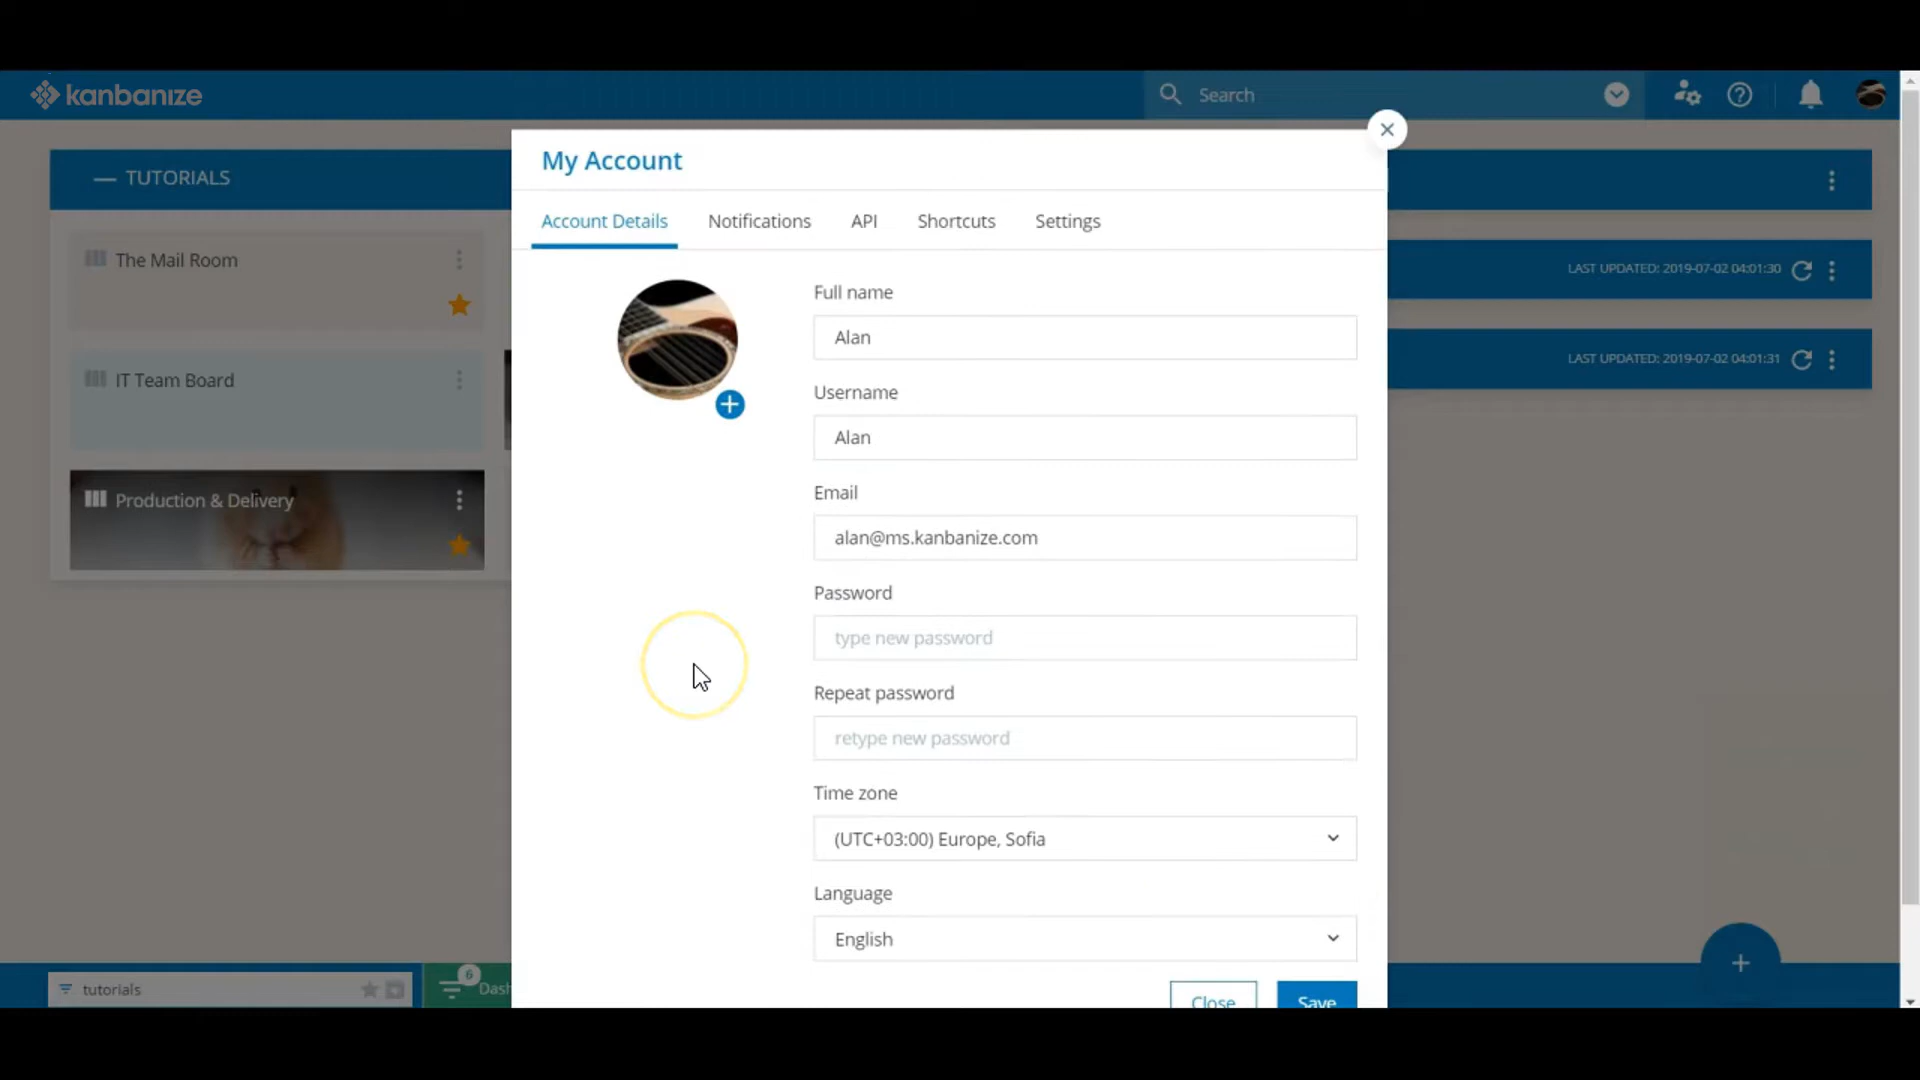 kanbanize
Search
TUTORIALS
The Mail Room
IT Team Board
Production & Delivery
My Account
Account Details
Notifications
API
Shortcuts
Settings
Full name
Alan
Username
Alan
Email
alan@ms.kanbanize.com
Password
type new password
Repeat password
retype new password
Time zone
(UTC+03:00) Europe, Sofia
Language
English
Close
Save
LAST UPDATED: 2019-07-02 04:01:30
LAST UPDATED: 2019-07-02 04:01:31
tutorials
6
Dash